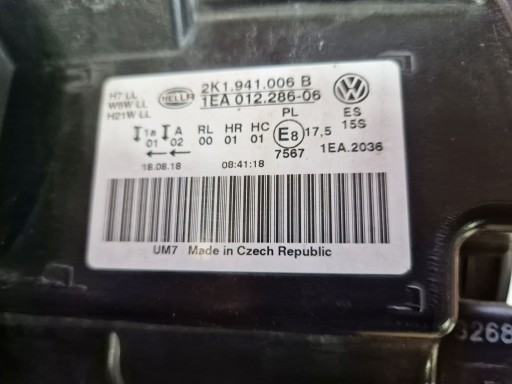 H7 LL
W5W LL
H21W LL
HELLA
2K1.941.006 B
1EA 012.286-06
1a
01
A
02
RL
00
HR
01
HC
01
PL
E8
17,5
7567
ES
15S
1EA.2036
18.08.18
08:41:18
UM7 Made in Czech Republic